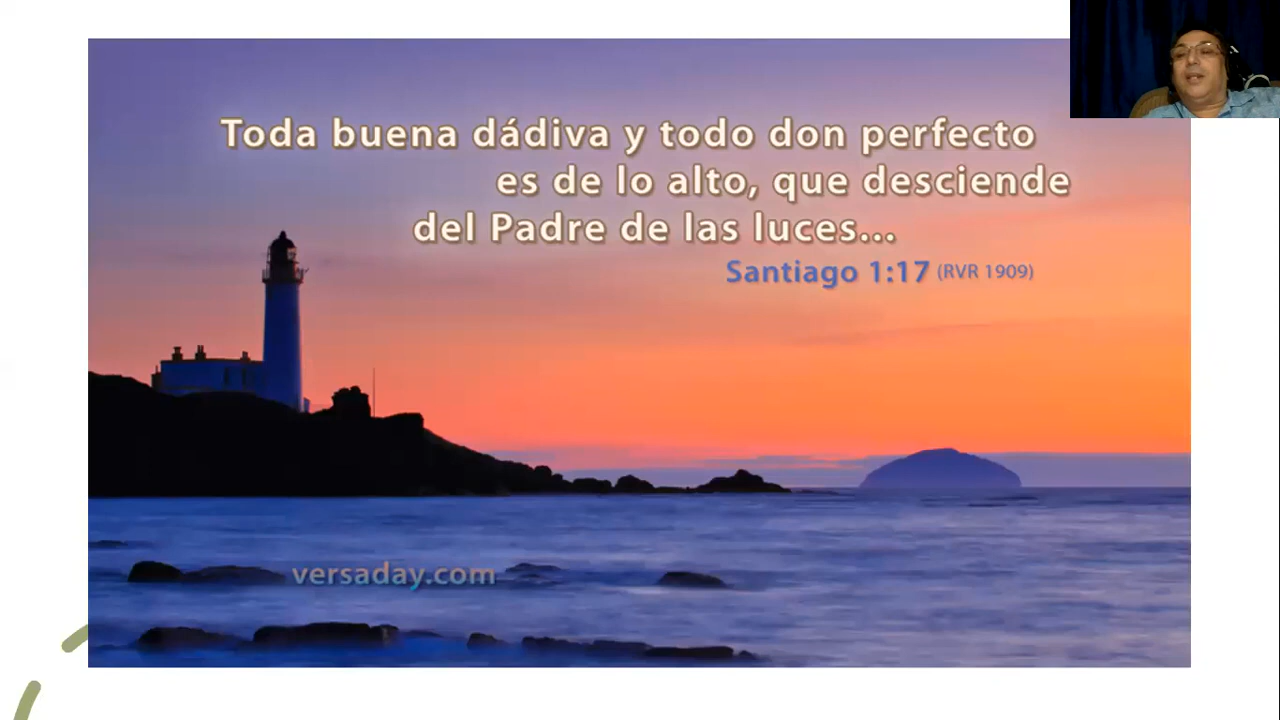 Toda buena dádiva y todo don perfecto
es de lo alto, que desciende
del Padre de las luces...
Santiago 1:17 (RVR 1909)
versaday.com